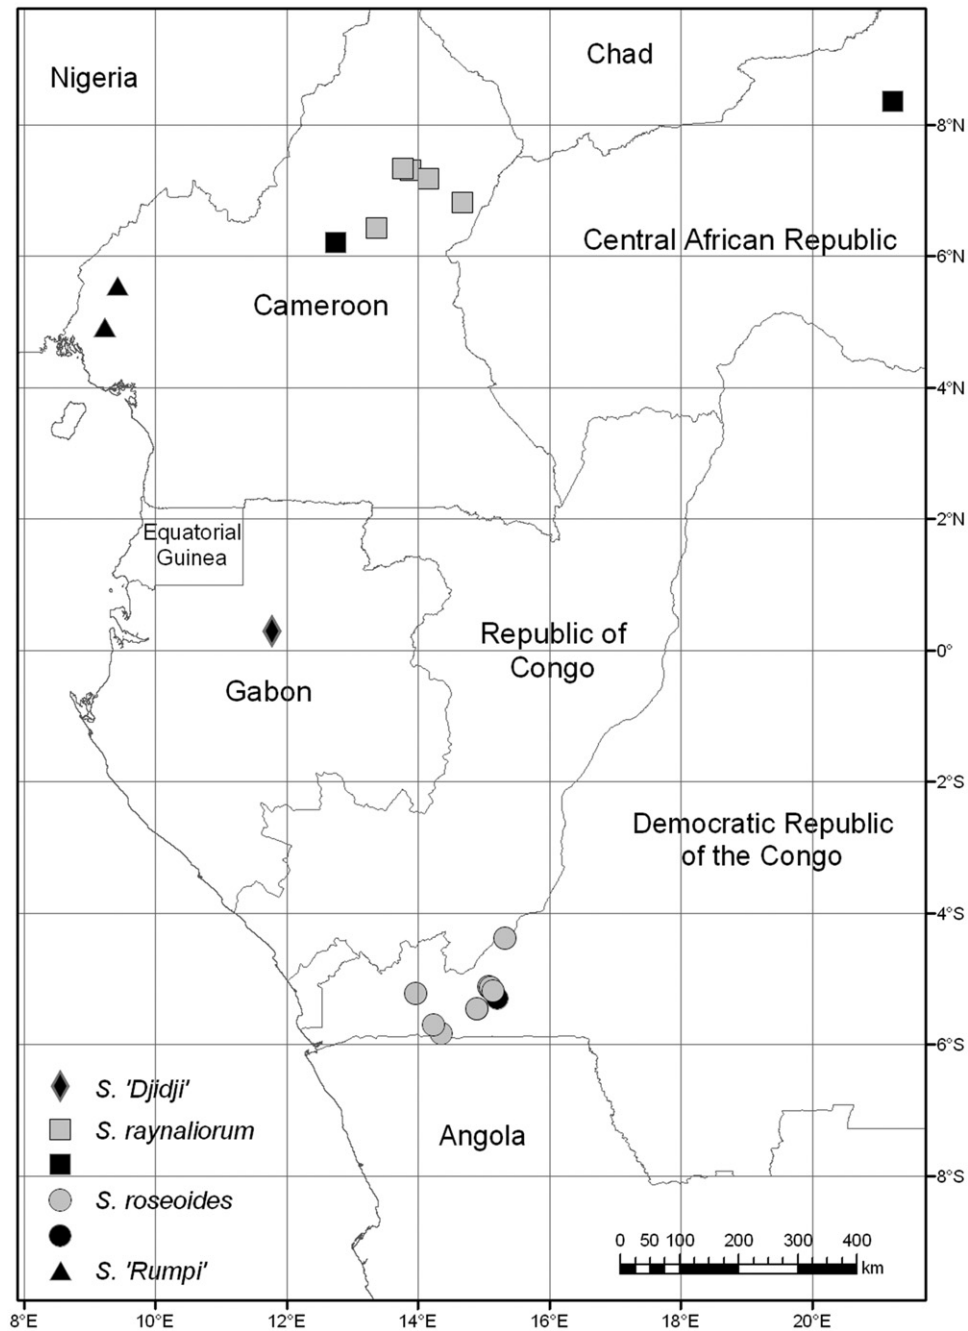 Nigeria
Chad
8°N
Central African Republic
6°N
Cameroon
4°N
Equatorial
Guinea
2°N
Republic of
Congo
0°
Gabon
2°S
Democratic Republic
of the Congo
4°S
6°S
S. 'Djidji'
S. raynaliorum
Angola
8°S
S. roseoides
S. 'Rumpi'
0 50 100 200 300 400
km
8°E 10°E 12°E 14°E 16°E 18°E 20°E